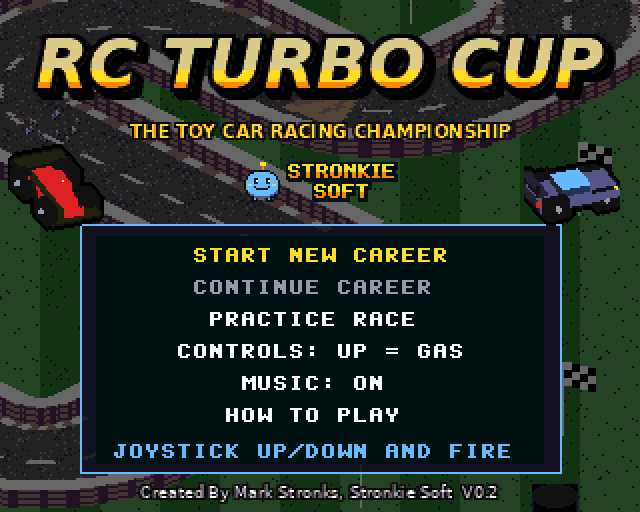 RC TURBO CUP
THE TOY CAR RACING CHAMPIONSHIP
STRONKIE
SOFT
START NEW CAREER
CONTINUE CAREER
PRACTICE RACE
CONTROLS: UP = GAS
MUSIC: ON
HOW TO PLAY
JOYSTICK UP/DOWN AND FIRE
Created By Mark Stronks, Stronkie Soft V0.2